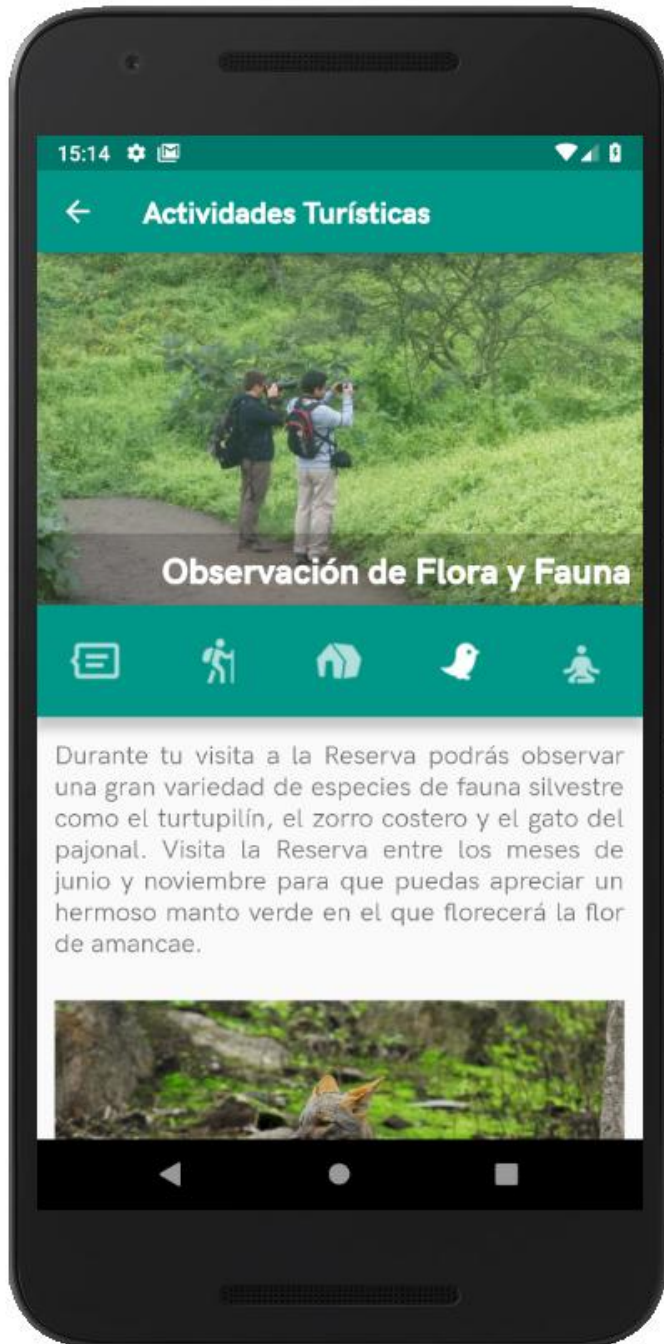 15:14
Actividades Turísticas
Observación de Flora y Fauna
Durante tu visita a la Reserva podrás observar
una gran variedad de especies de fauna silvestre
como el turtupilín, el zorro costero y el gato del
pajonal. Visita la Reserva entre los meses de
junio y noviembre para que puedas apreciar un
hermoso manto verde en el que florecerá la flor
de amancae.